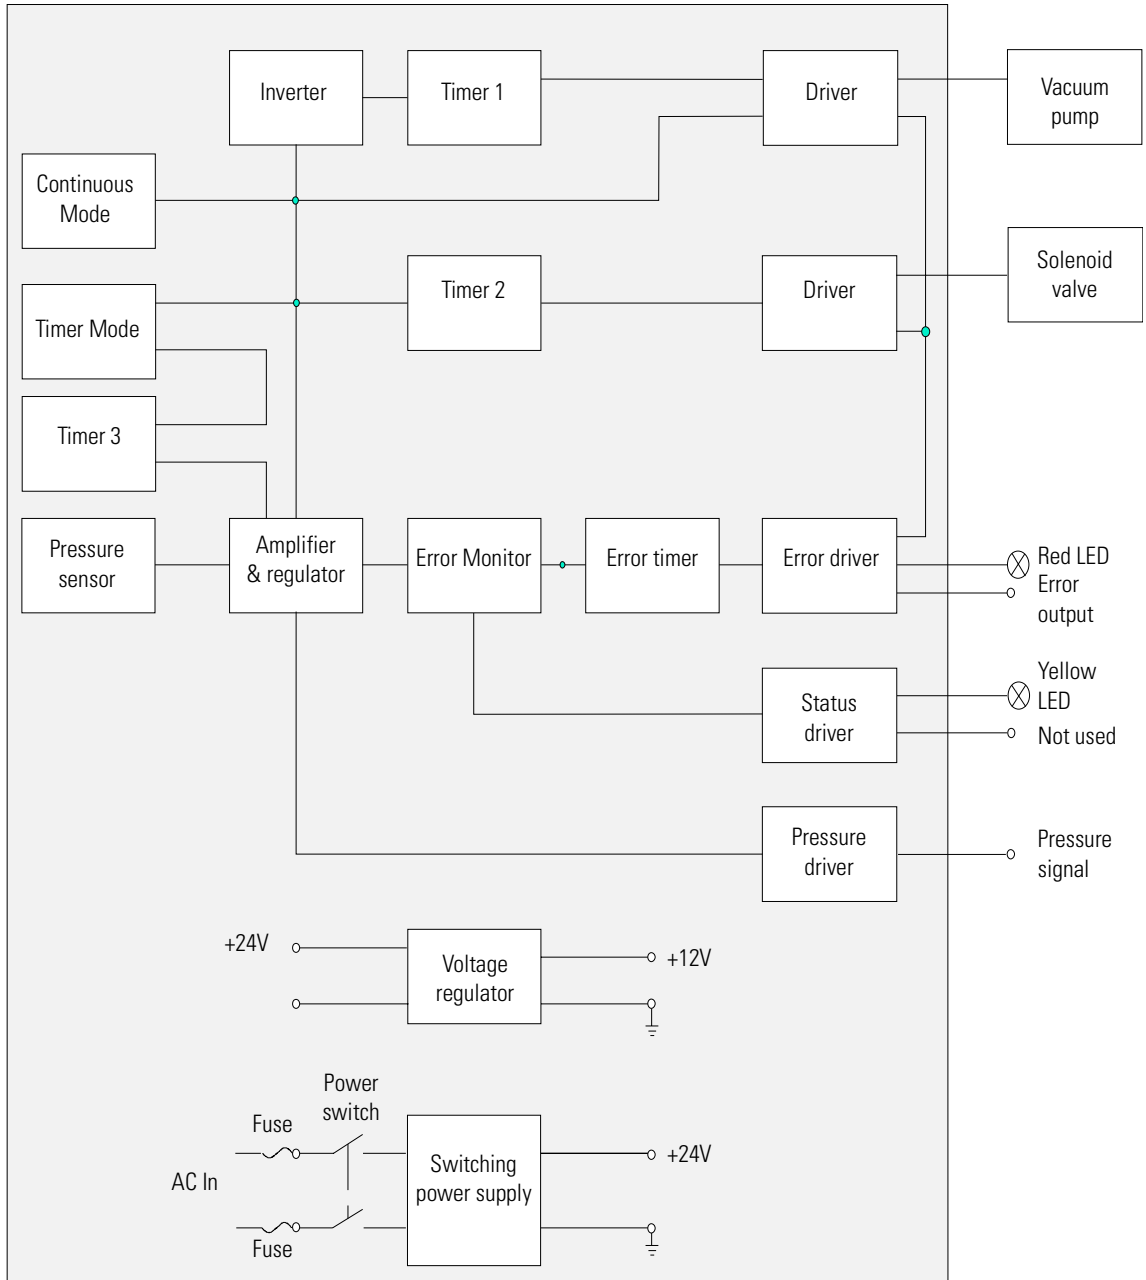 Inverter
Timer 1
Driver
Vacuum
pump
Continuous
Mode
Timer 2
Driver
Solenoid
valve
Timer Mode
Timer 3
Pressure
sensor
Amplifier
& regulator
Error Monitor
Error timer
Error driver
Red LED
Error
output
Status
driver
Yellow
LED
Not used
Pressure
driver
Pressure
signal
+24V
Voltage
regulator
+12V
Power
switch
Fuse
AC In
Switching
power supply
+24V
Fuse